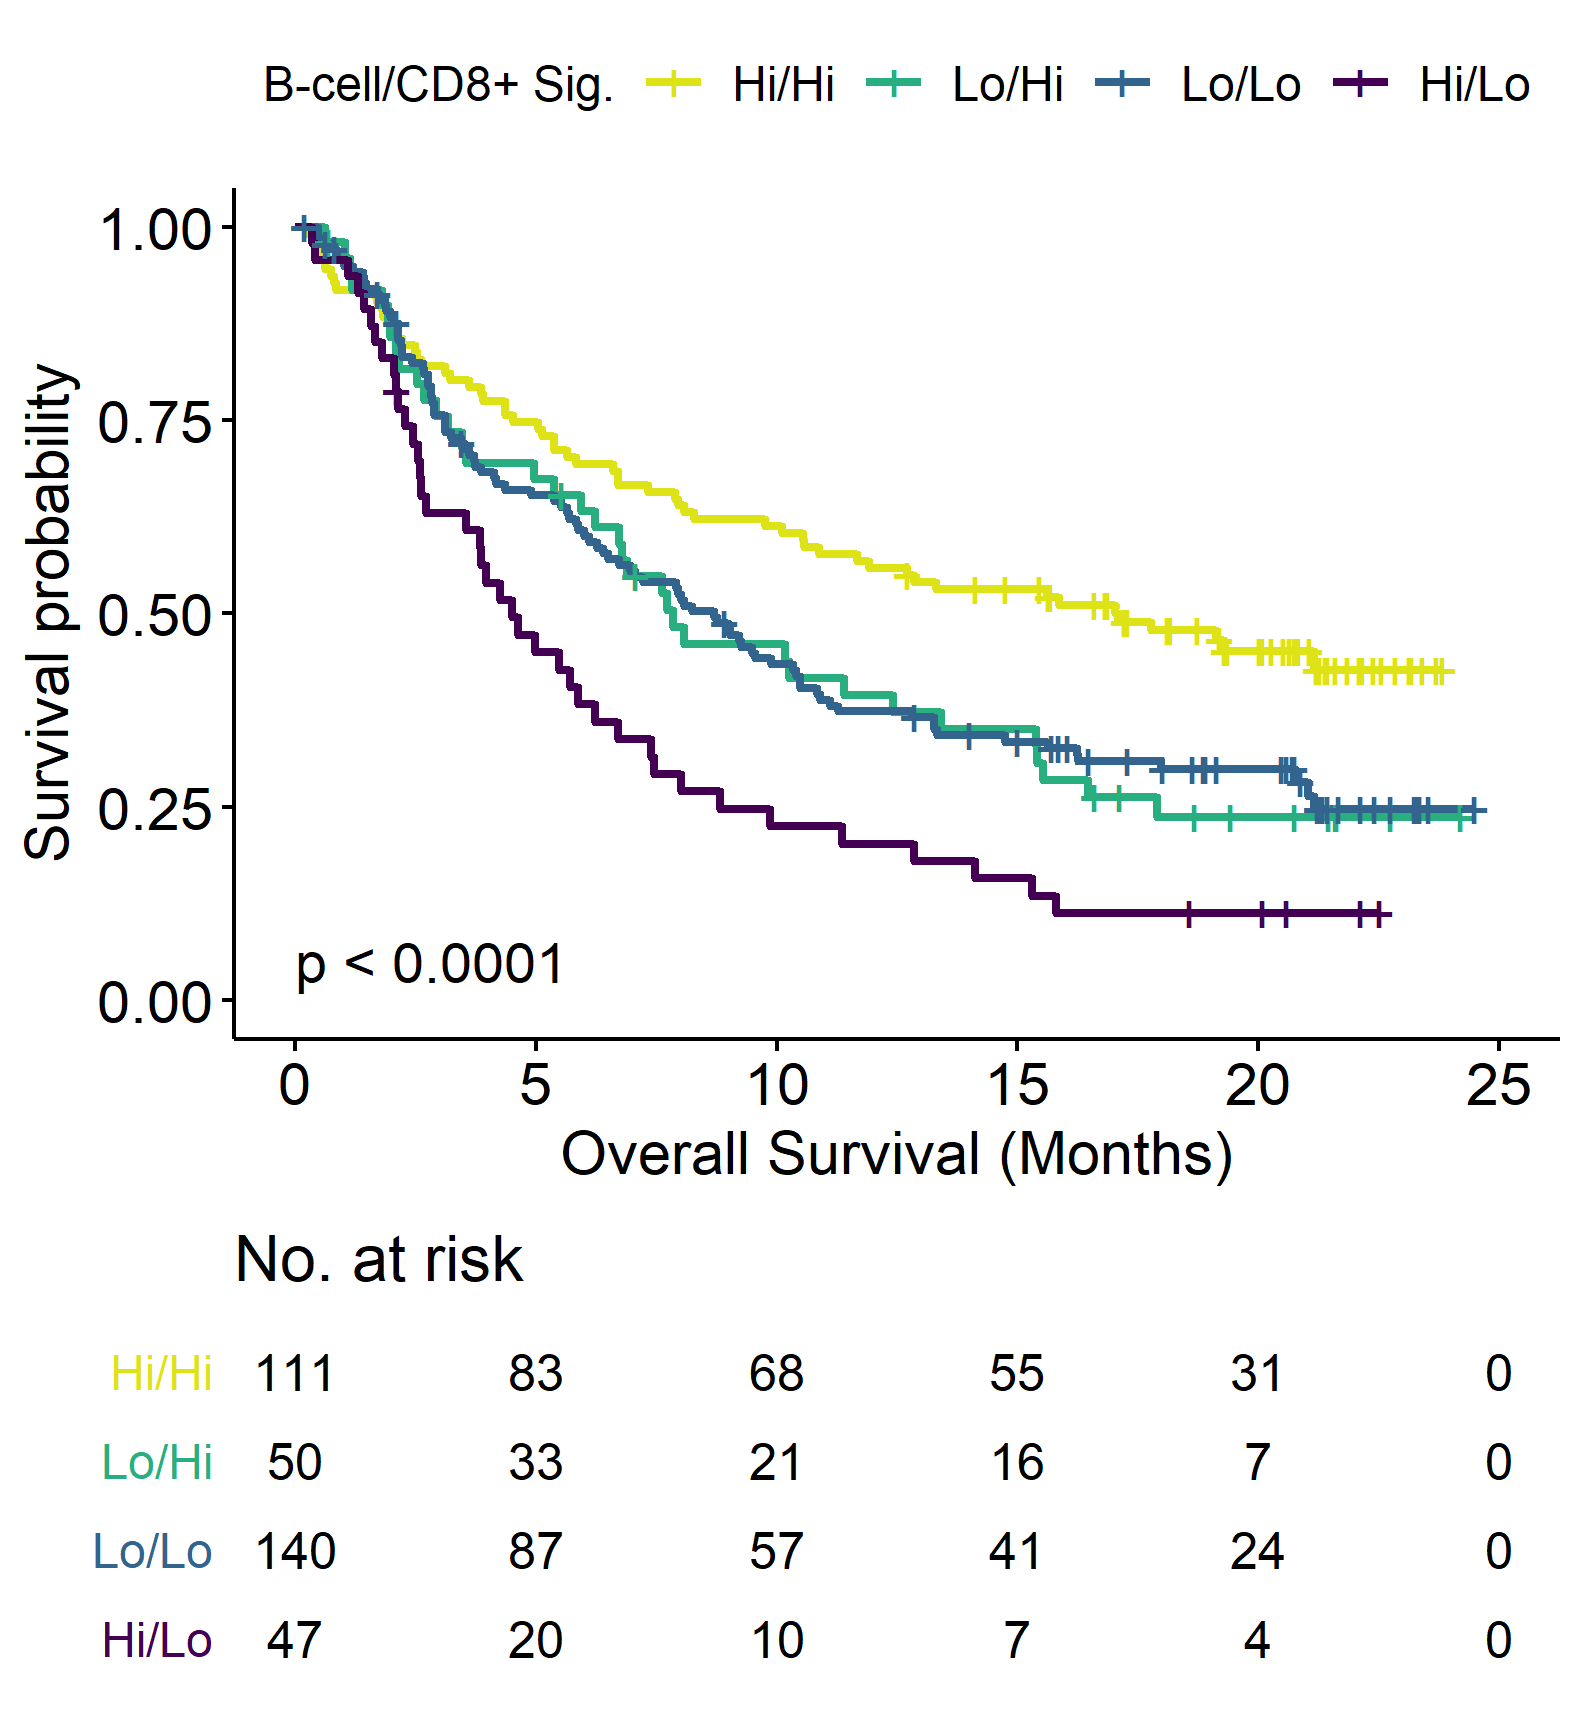 B-cell/CD8+ Sig. Hi/Hi Lo/Hi Lo/Lo Hi/Lo
Survival probability
1.00
0.75
0.50
0.25
0.00
p < 0.0001
0 5 10 15 20 25
Overall Survival (Months)
No. at risk
Hi/Hi 111 83 68 55 31 0
Lo/Hi 50 33 21 16 7 0
Lo/Lo 140 87 57 41 24 0
Hi/Lo 47 20 10 7 4 0